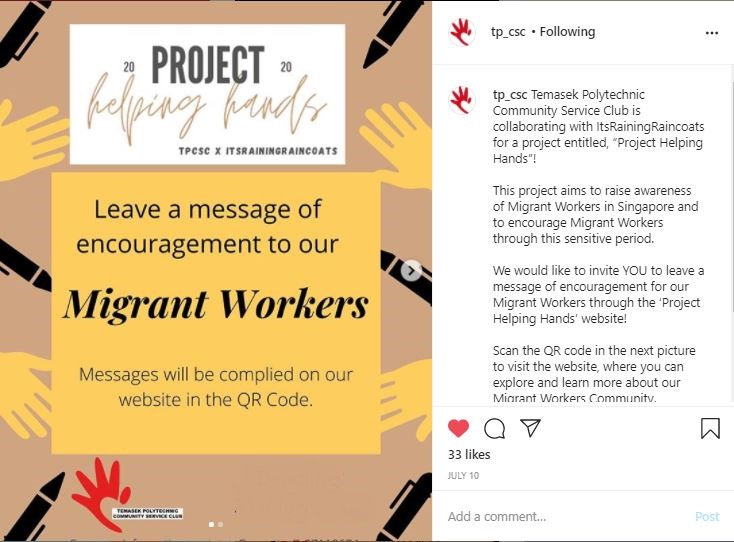 20 PROJECT 20
helping hands
TPCSC X ITSRAININGRAINCOATS
Leave a message of
encouragement to our
Migrant Workers
Messages will be complied on our
website in the QR Code.
TEMASEK POLYTECHNIC
COMMUNITY SERVICE CLUB
tp_csc • Following
tp_csc Temasek Polytechnic
Community Service Club is
collaborating with ItsRainingRaincoats
for a project entitled, "Project Helping
Hands"!
This project aims to raise awareness
of Migrant Workers in Singapore and
to encourage Migrant Workers
through this sensitive period.
We would like to invite YOU to leave a
message of encouragement for our
Migrant Workers through the 'Project
Helping Hands' website!
Scan the QR code in the next picture
to visit the website, where you can
explore and learn more about our
Migrant Workers Community.
33 likes
JULY 10
Add a comment...
Post